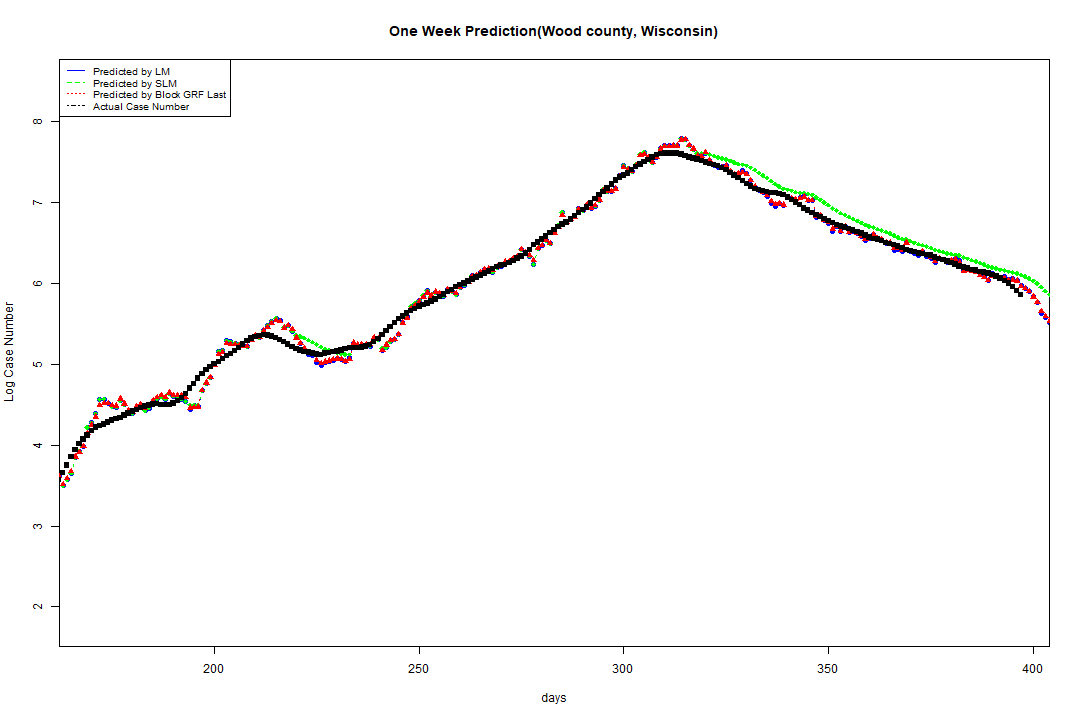 One Week Prediction(Wood county, Wisconsin)
Predicted by LM
Predicted by SLM
Predicted by Block GRF Last
Actual Case Number
8
7
6
5
4
3
2
Log Case Number
200 250 300 350 400
days